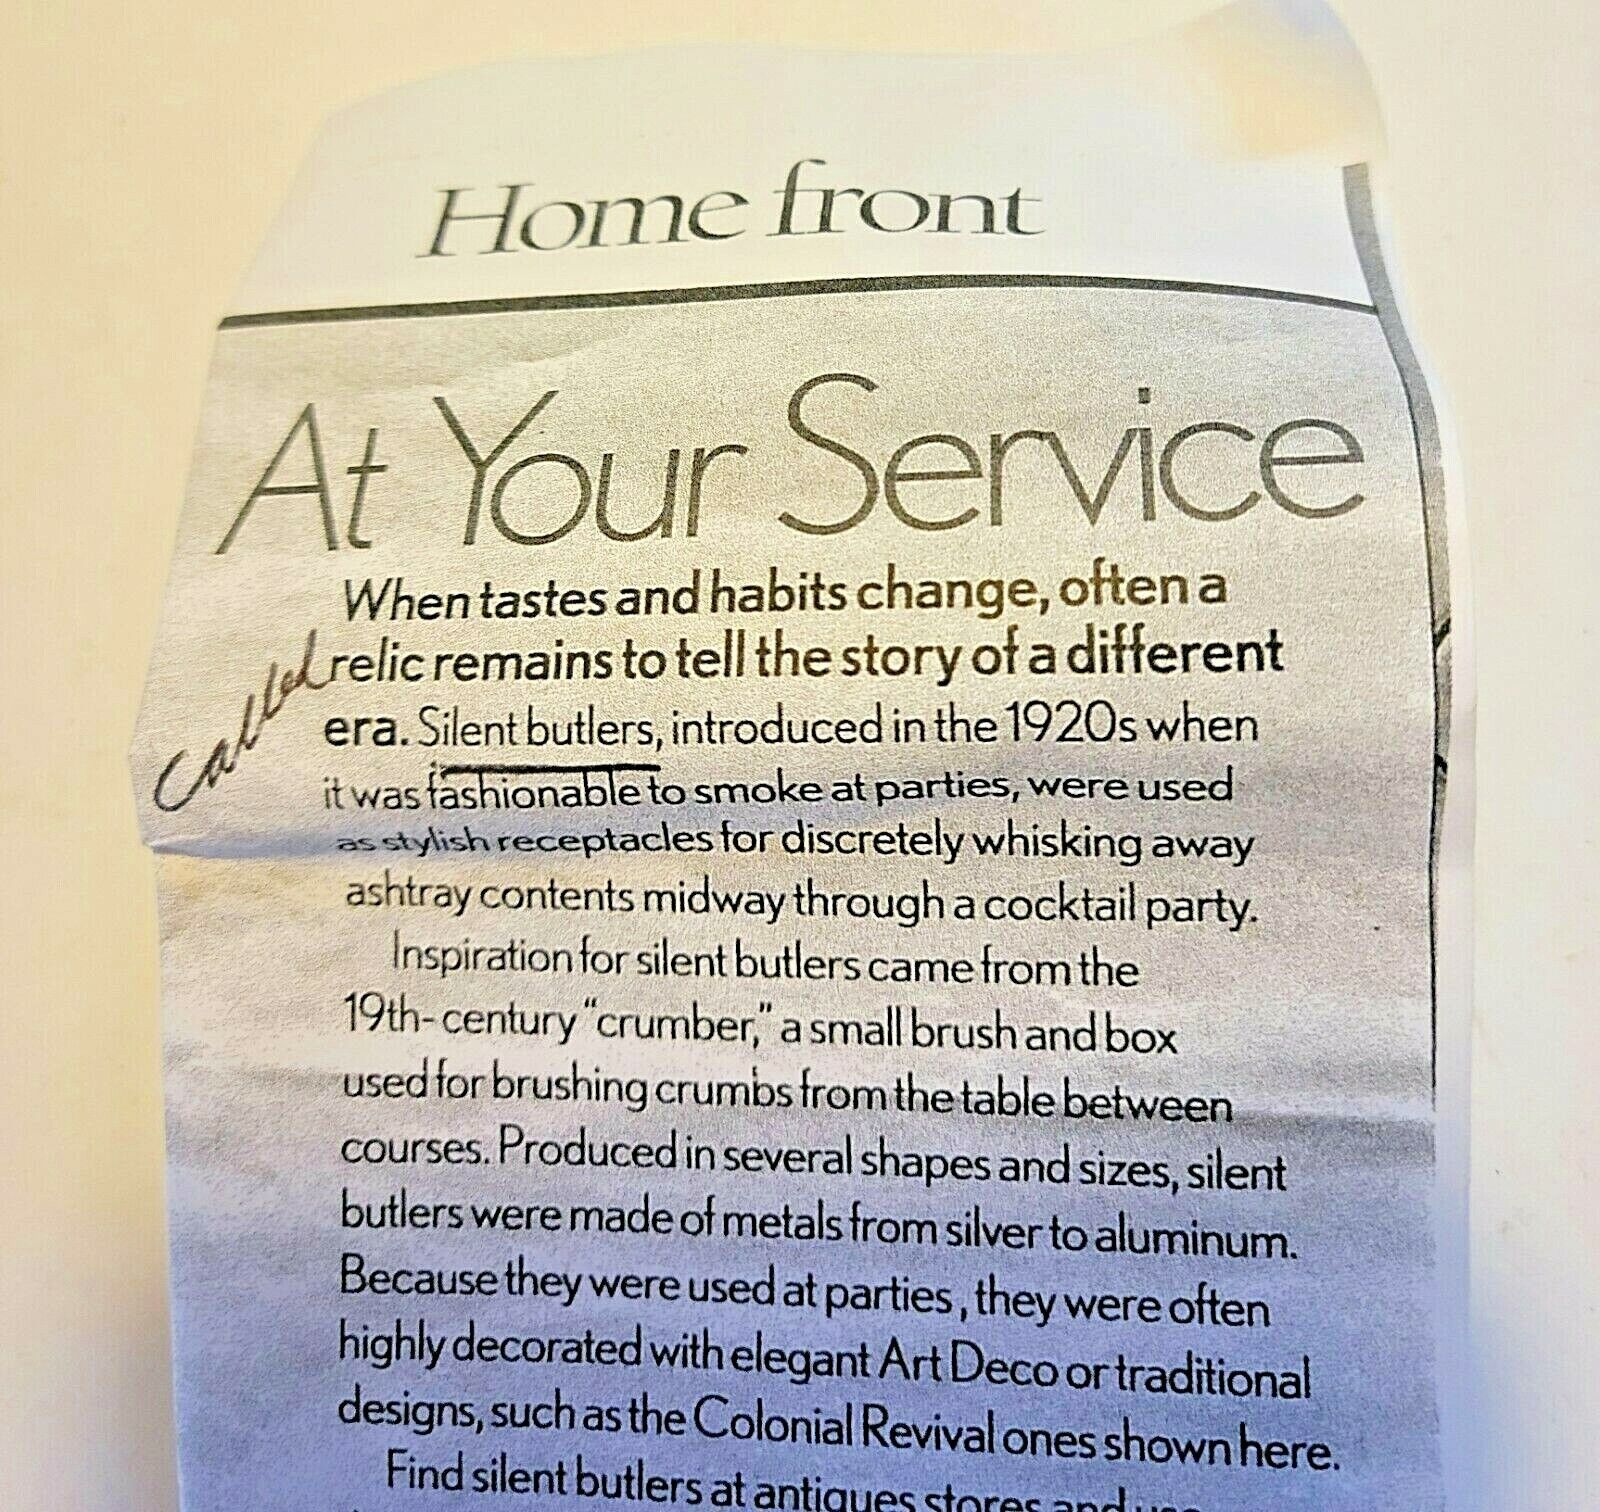 Home front
At Your Service
When tastes and habits change, often a
Called
relic remains to tell the story of a different
era. Silent butlers, introduced in the 1920s when
it was fashionable to smoke at parties, were used
as stylish receptacles for discretely whisking away
ashtray contents midway through a cocktail party.
Inspiration for silent butlers came from the
19th-century "crumber," a small brush and box
used for brushing crumbs from the table between
courses. Produced in several shapes and sizes, silent
butlers were made of metals from silver to aluminum.
Because they were used at parties, they were often
highly decorated with elegant Art Deco or traditional
designs, such as the Colonial Revival ones shown here.
Find silent butlers at antiques stores and